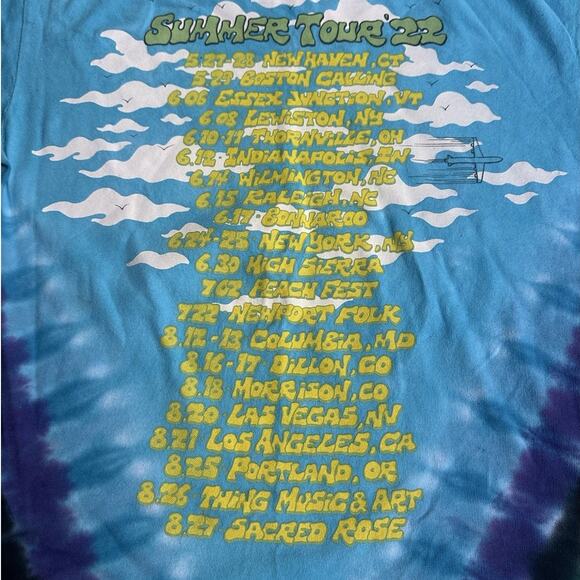 SUMMER TOUR '22
5.27-28 NEW HAVEN, CT
5.29 BOSTON CALLING
6.06 ESSEX JUNCTION, VT
6.08 LEWISTON, NY
6.10-11 THORNVILLE, OH
6.12 INDIANAPOLIS, IN
6.14 WILMINGTON, NC
6.15 RALEIGH, NC
6.17 BONNAROO
6.24-25 NEW YORK, NY
6.30 HIGH SIERRA
7.02 PEACH FEST
7.22 NEWPORT FOLK
8.12-13 COLUMBIA, MD
8.16-17 DILLON, CO
8.18 MORRISON, CO
8.20 LAS VEGAS, NV
8.21 LOS ANGELES, CA
8.25 PORTLAND, OR
8.26 THING MUSIC & ART
8.27 SACRED ROSE